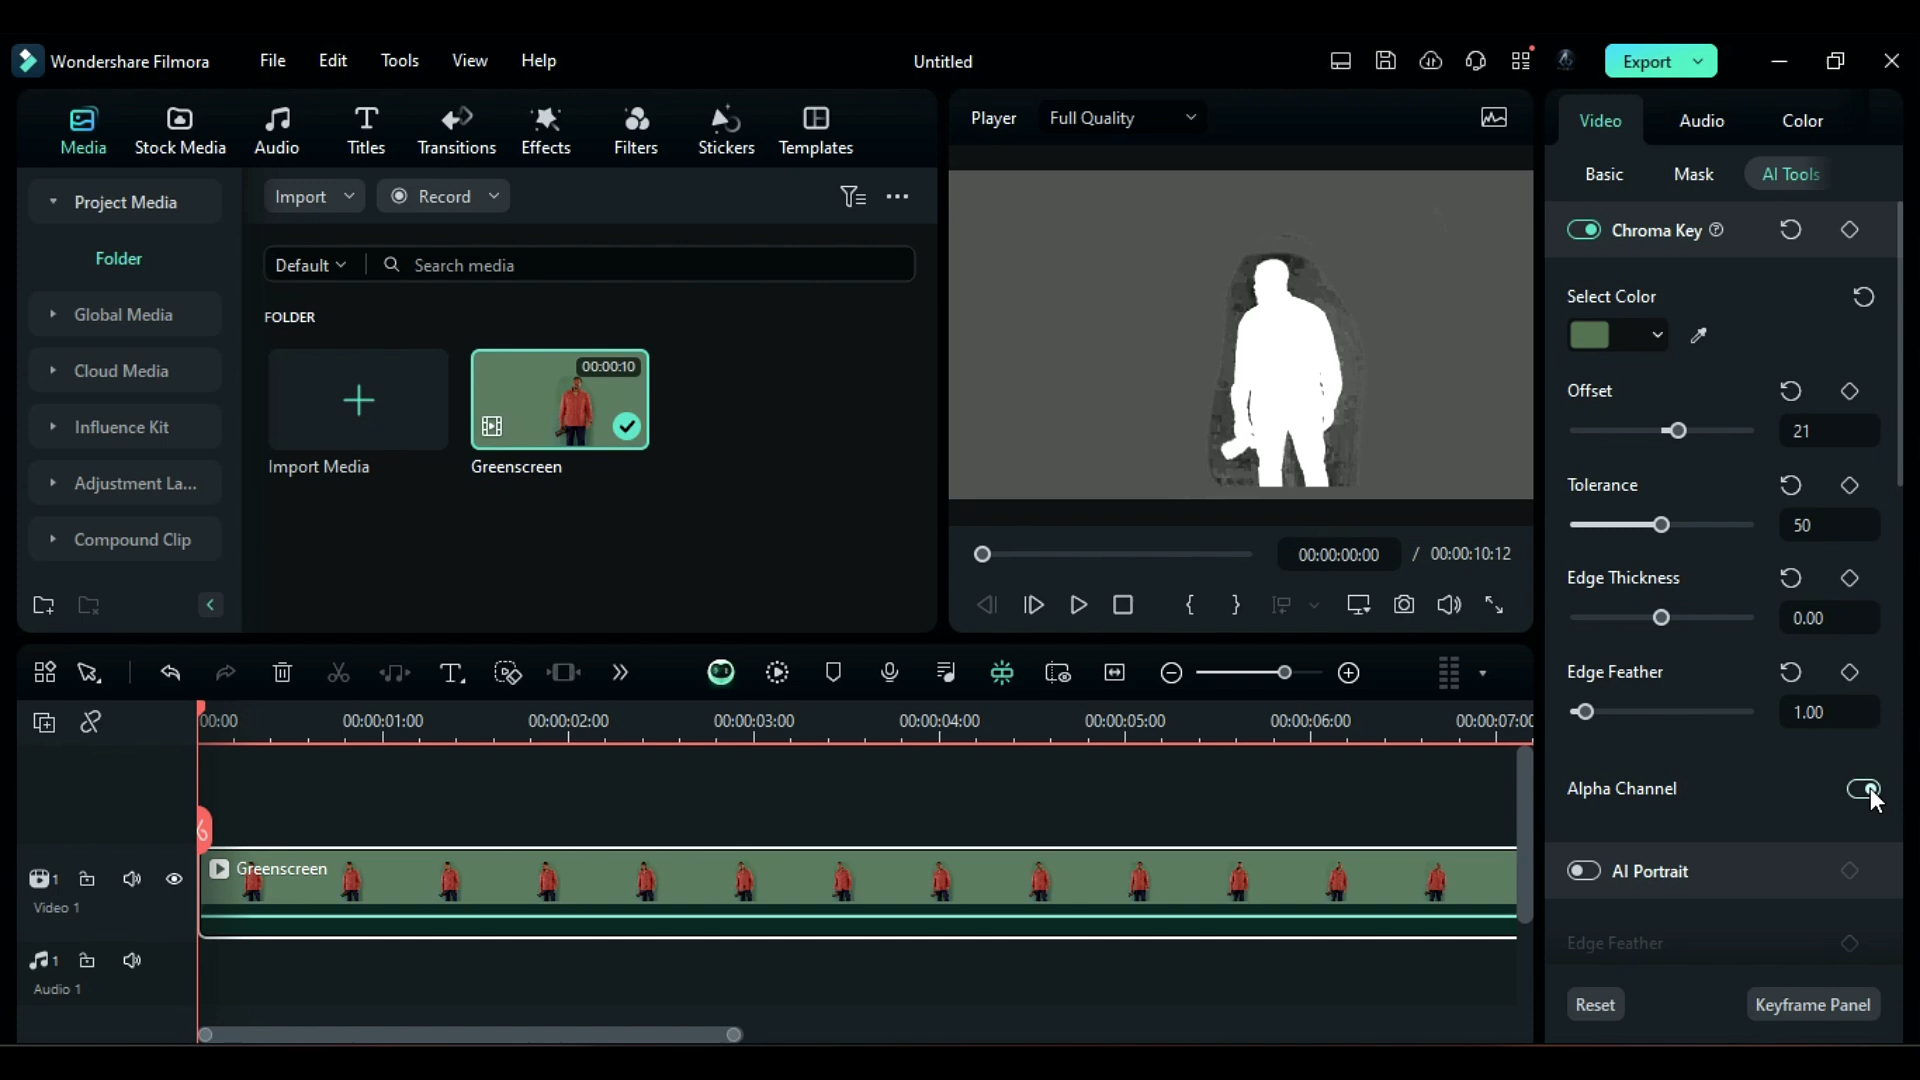 Wondershare Filmora File Edit Tools View Help Untitled Export
Media Stock Media Audio Titles Transitions Effects Filters Stickers Templates
Project Media
Folder
Global Media
Cloud Media
Influence Kit
Adjustment La...
Compound Clip
Import Record
Default Search media
FOLDER
00:00:10
Import Media Greenscreen
Player Full Quality
00:00:00:00 / 00:00:10:12
Video Audio Color
Basic Mask AI Tools
Chroma Key
Select Color
Offset
21
Tolerance
50
Edge Thickness
0.00
Edge Feather
1.00
Alpha Channel
AI Portrait
Edge Feather
Reset Keyframe Panel
00:00 00:00:01:00 00:00:02:00 00:00:03:00 00:00:04:00 00:00:05:00 00:00:06:00 00:00:07:00
1 Greenscreen
Video 1
1
Audio 1